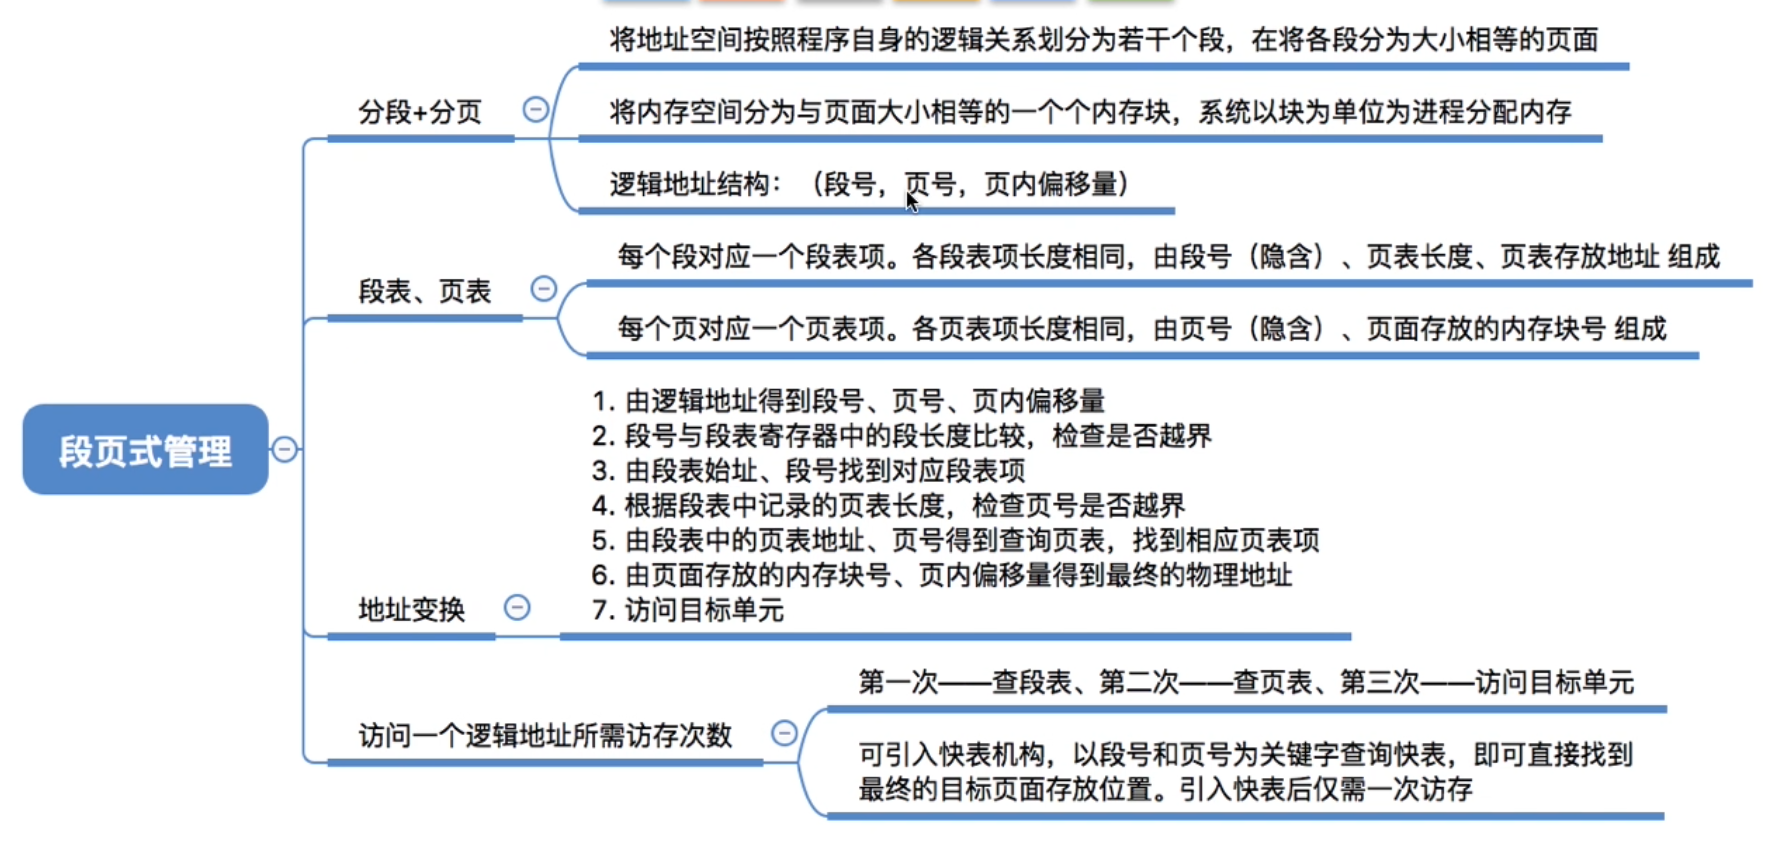 将地址空间按照程序自身的逻辑关系划分为若干个段，在将各段分为大小相等的页面
分段+分页
将内存空间分为与页面大小相等的一个个内存块，系统以块为单位为进程分配内存
逻辑地址结构：（段号，页号，页内偏移量）
每个段对应一个段表项。各段表项长度相同，由段号（隐含）、页表长度、页表存放地址 组成
段表、页表
每个页对应一个页表项。各页表项长度相同，由页号（隐含）、页面存放的内存块号 组成
段页式管理
1. 由逻辑地址得到段号、页号、页内偏移量
2. 段号与段表寄存器中的段长度比较，检查是否越界
3. 由段表始址、段号找到对应段表项
4. 根据段表中记录的页表长度，检查页号是否越界
5. 由段表中的页表地址、页号得到查询页表，找到相应页表项
6. 由页面存放的内存块号、页内偏移量得到最终的物理地址
7. 访问目标单元
地址变换
第一次——查段表、第二次——查页表、第三次——访问目标单元
访问一个逻辑地址所需访存次数
可引入快表机构，以段号和页号为关键字查询快表，即可直接找到
最终的目标页面存放位置。引入快表后仅需一次访存